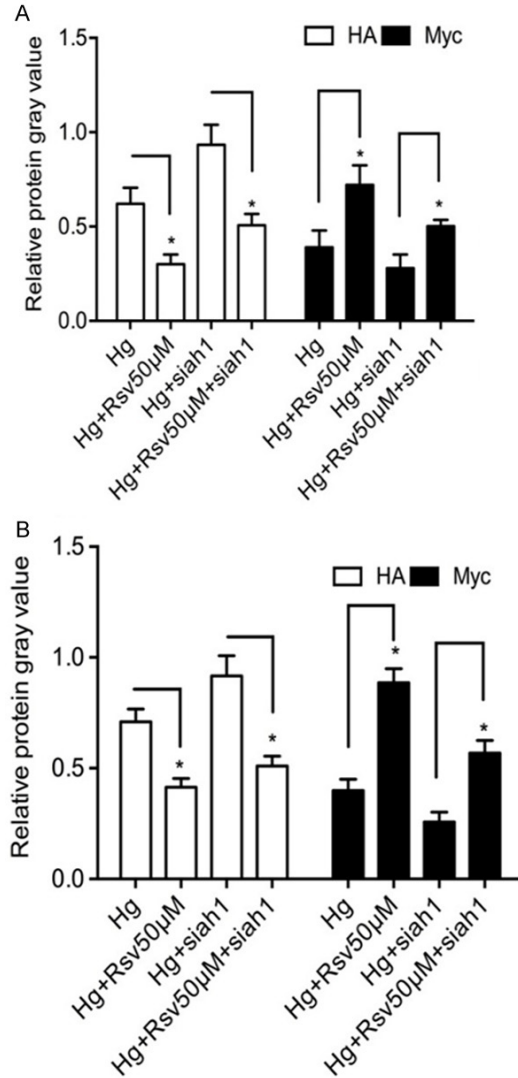 A
Relative protein gray value
1.5
1.0
0.5
0.0
HA Myc
*
*
*
*
Hg
Hg+Rsv50μM
Hg+siah1
Hg+Rsv50μM+siah1
Hg
Hg+Rsv50μM
Hg+siah1
Hg+Rsv50μM+siah1
B
Relative protein gray value
1.5
1.0
0.5
0.0
HA Myc
*
*
*
*
Hg
Hg+Rsv50μM
Hg+siah1
Hg+Rsv50μM+siah1
Hg
Hg+Rsv50μM
Hg+siah1
Hg+Rsv50μM+siah1